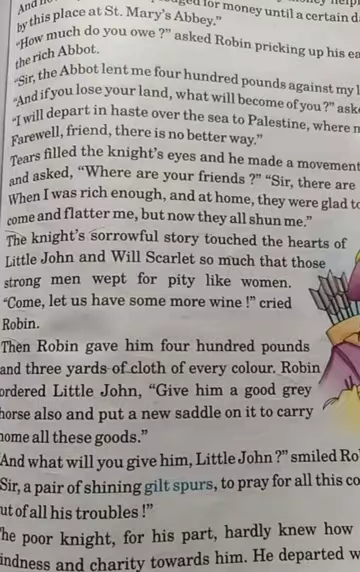 for money until a certain
by this place at St. Mary's Abbey."
"How much do you owe ?" asked Robin pricking up his
the rich Abbot.
"Sir, the Abbot lent me four hundred pounds against my
"And if you lose your land, what will become of you?"
"I will depart in haste over the sea to Palestine, where
Farewell, friend, there is no better way."
Tears filled the knight's eyes and he made a movement
and asked, "Where are your friends ?" "Sir, there are
When I was rich enough, and at home, they were glad
come and flatter me, but now they all shun me."
The knight's sorrowful story touched the hearts of
Little John and Will Scarlet so much that those
strong men wept for pity like women.
"Come, let us have some more wine !" cried
Robin.
Then Robin gave him four hundred pounds
and three yards of cloth of every colour. Robin
ordered Little John, "Give him a good grey
horse also and put a new saddle on it to carry
home all these goods."
"And what will you give him, Little John ?" smiled
"Sir, a pair of shining gilt spurs, to pray for all this
out of all his troubles !"
The poor knight, for his part, hardly knew how
kindness and charity towards him. He departed